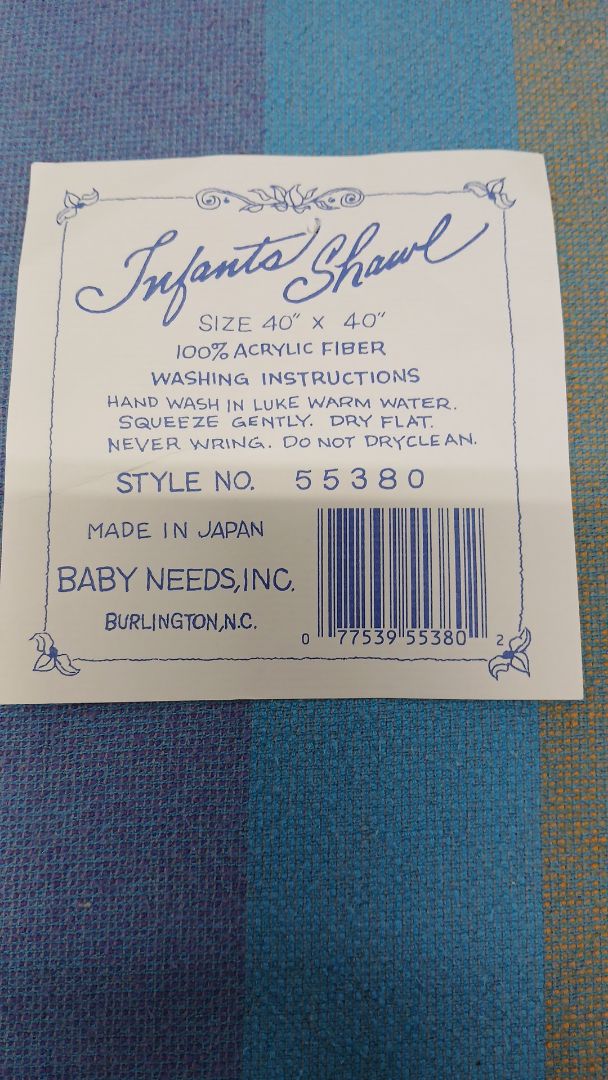 Infants' Shawl
SIZE 40" X 40"
100% ACRYLIC FIBER
WASHING INSTRUCTIONS
HAND WASH IN LUKE WARM WATER.
SQUEEZE GENTLY. DRY FLAT.
NEVER WRING. DO NOT DRYCLEAN.
STYLE NO. 55380
MADE IN JAPAN
BABY NEEDS, INC.
BURLINGTON, N.C.
0 77539 55380 2